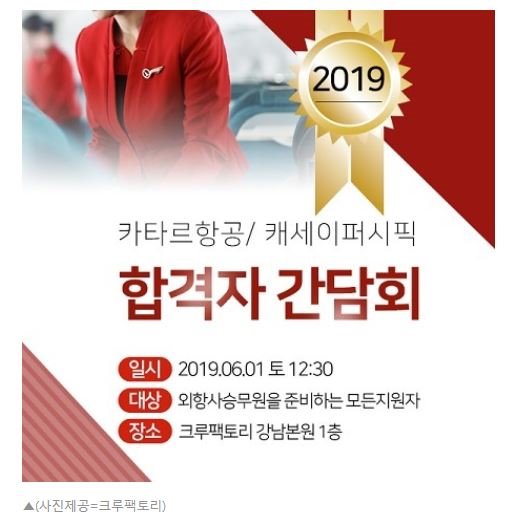 2019
카타르항공/ 캐세이퍼시픽
합격자 간담회
일시 2019.06.01 토 12:30
대상 외항사승무원을 준비하는 모든지원자
장소 크루팩토리 강남본원 1층
▲(사진제공=크루팩토리)